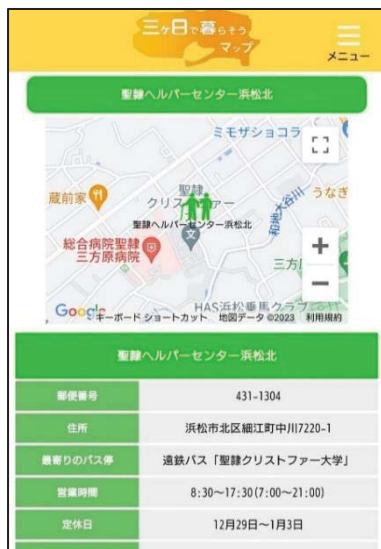 三ケ日で暮らそう
マップ
メニュー
聖隷ヘルパーセンター浜松北
ミモザショコラ
蔵前家
聖隷
クリストファー
大学
うなぎ
和地大谷川
聖隷ヘルパーセンター浜松北
総合病院聖隷
三方原病院
三方
HAS浜松乗馬クラブ
Google
キーボード ショートカット 地図データ ©2023 利用規約
聖隷ヘルパーセンター浜松北
郵便番号 431-1304
住所 浜松市北区細江町中川7220-1
最寄りのバス停 遠鉄バス「聖隷クリストファー大学」
営業時間 8:30～17:30(7:00～21:00)
定休日 12月29日～1月3日